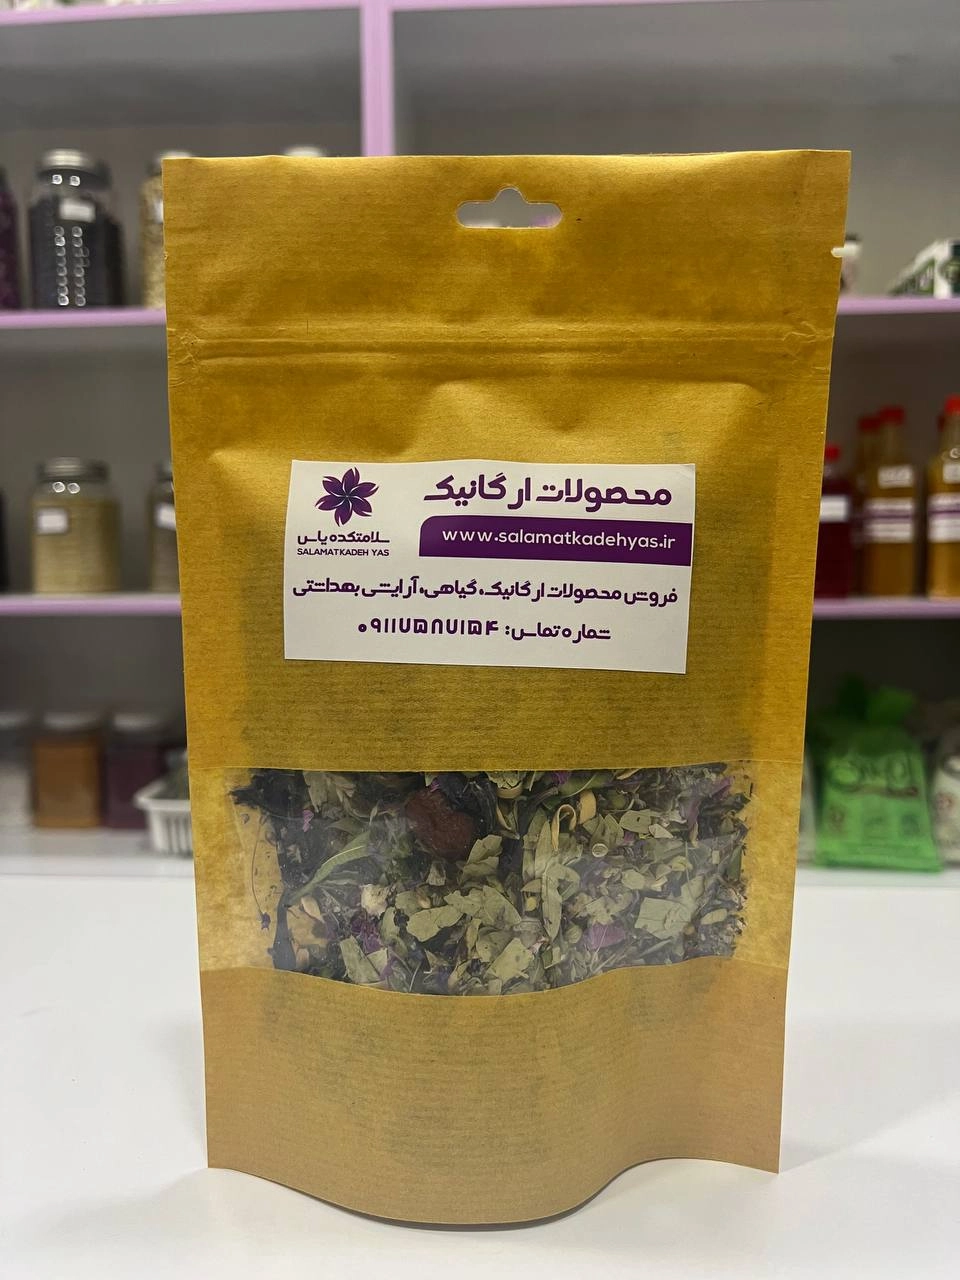 محصولات ارگانیک
www.salamatkadehyas.ir
سلامتکده یاس
SALAMATKADEH YAS
فروش محصولات ارگانیک، گیاهی، آرایشی بهداشتی
شماره تماس: ۰۹۱۱۷۵۸۷۱۵۴